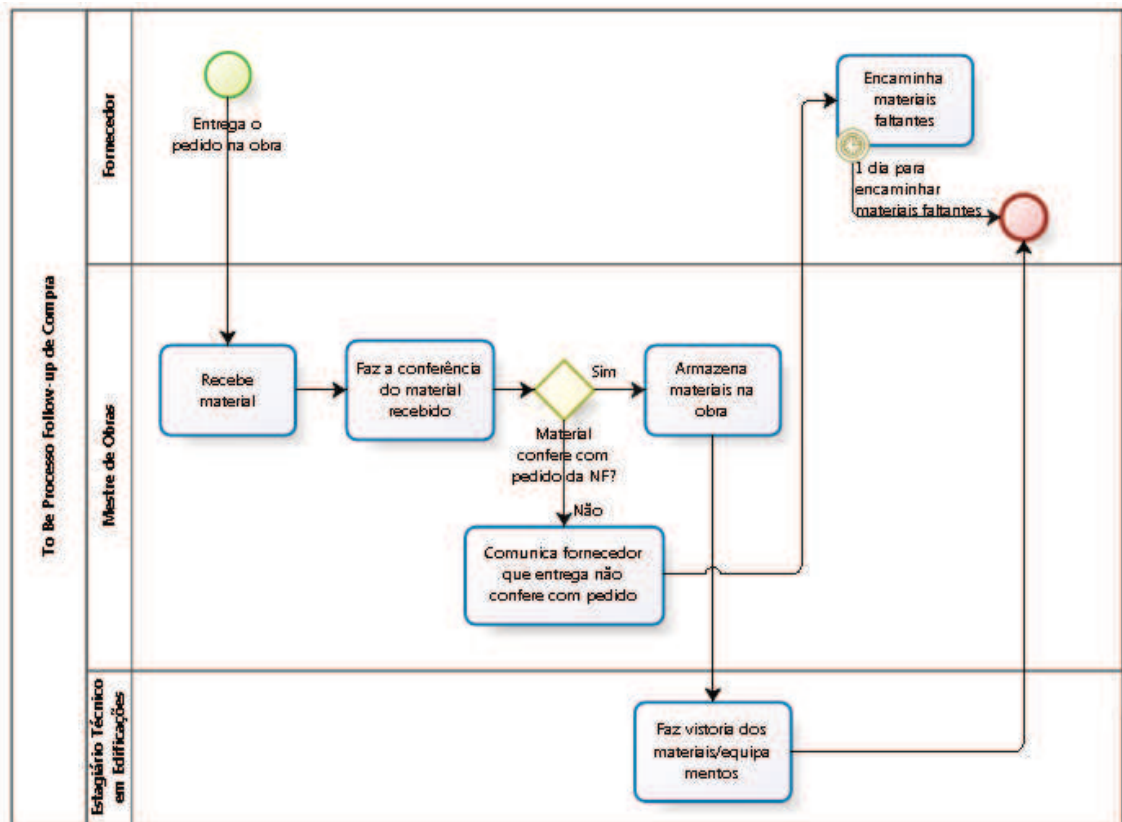 To Be Processo Follow-up de Compra
Fornecedor
Entrega o
pedido na obra
Encaminha
materiais
faltantes
1 dia para
encaminhar
materiais faltantes
Mestre de Obras
Recebe
material
Faz a conferência
do material
recebido
Sim
Material
confere com
pedido da NF?
Não
Armazena
materiais na
obra
Comunica fornecedor
que entrega não
confere com pedido
Estagiário Técnico
em Edificações
Faz vistoria dos
materiais/equipa
mentos